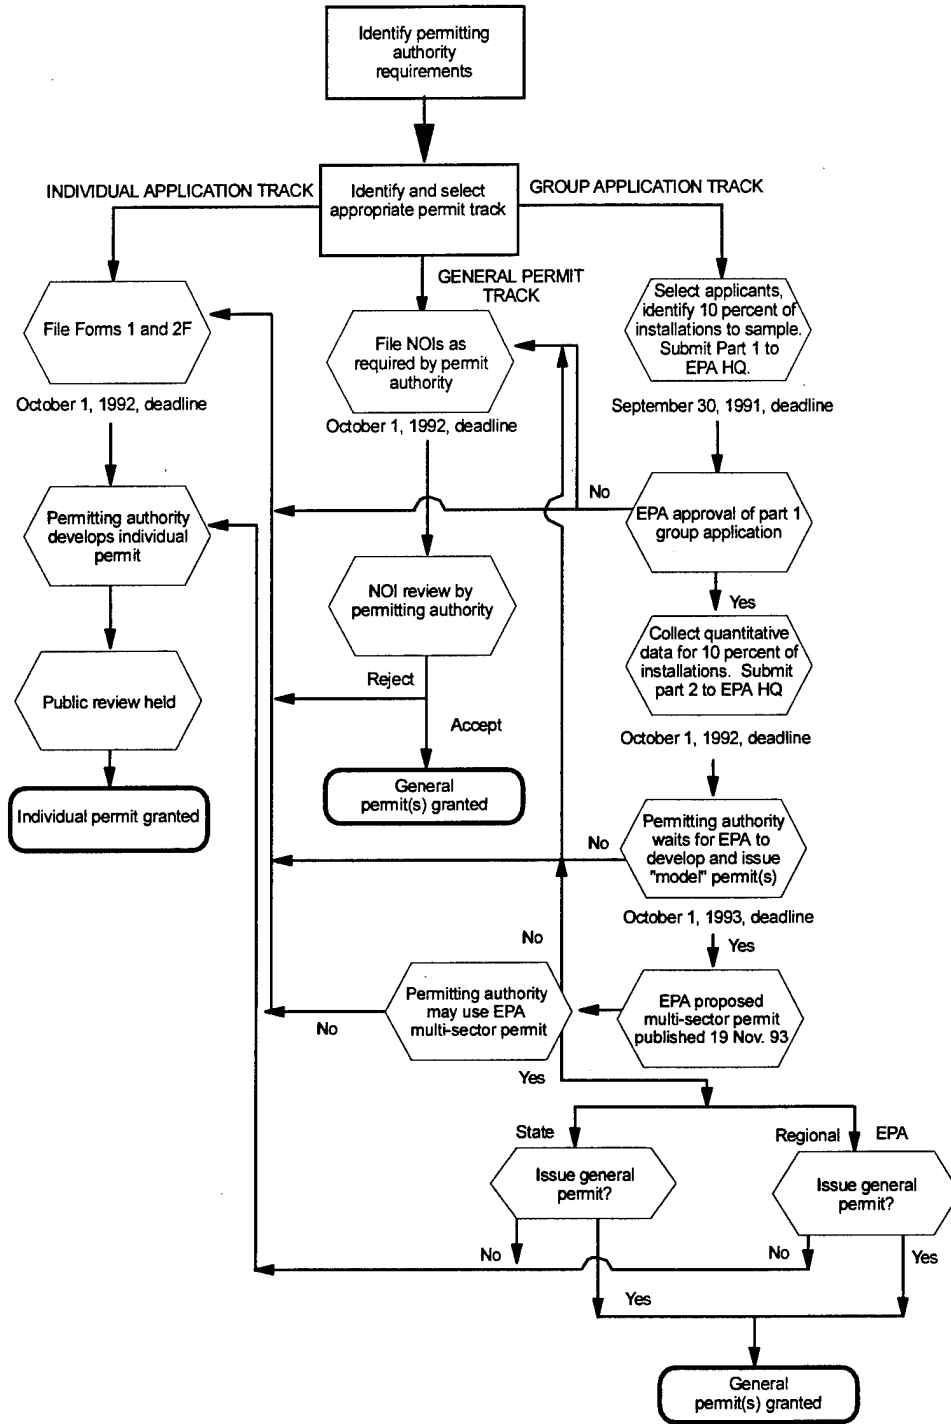 Identify permitting
authority
requirements
INDIVIDUAL APPLICATION TRACK
Identify and select
appropriate permit track
GROUP APPLICATION TRACK
GENERAL PERMIT
TRACK
File Forms 1 and 2F
October 1, 1992, deadline
File NOIs as
required by permit
authority
October 1, 1992, deadline
Select applicants,
identify 10 percent of
installations to sample.
Submit Part 1 to
EPA HQ.
September 30, 1991, deadline
No
EPA approval of part 1
group application
Permitting authority
develops individual
permit
NOI review by
permitting authority
Yes
Collect quantitative
data for 10 percent of
installations. Submit
part 2 to EPA HQ
Reject
Public review held
Accept
October 1, 1992, deadline
General
permit(s) granted
Individual permit granted
Permitting authority
waits for EPA to
develop and issue
"model" permit(s)
No
October 1, 1993, deadline
No
Yes
Permitting authority
may use EPA
multi-sector permit
EPA proposed
multi-sector permit
published 19 Nov. 93
No
Yes
State
Regional
EPA
Issue general
permit?
Issue general
permit?
No
No
Yes
Yes
General
permit(s) granted